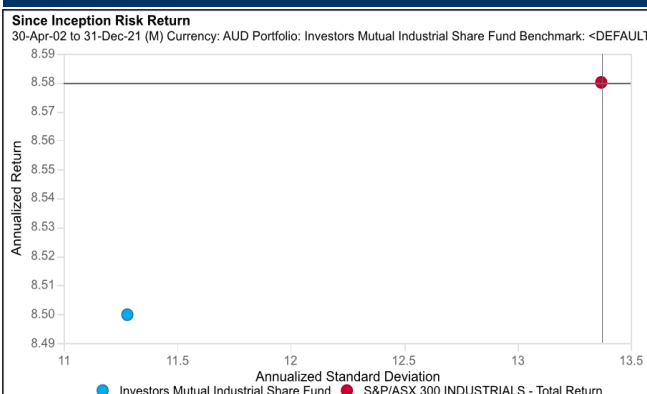 Since Inception Risk Return
30-Apr-02 to 31-Dec-21 (M) Currency: AUD Portfolio: Investors Mutual Industrial Share Fund Benchmark: <DEFAULT
8.59
8.58
8.57
8.56
8.55
8.54
8.53
8.52
8.51
8.50
8.49
Annualized Return
11 11.5 12 12.5 13 13.5
Annualized Standard Deviation
Investors Mutual Industrial Share Fund S&P/ASX 300 INDUSTRIALS - Total Return